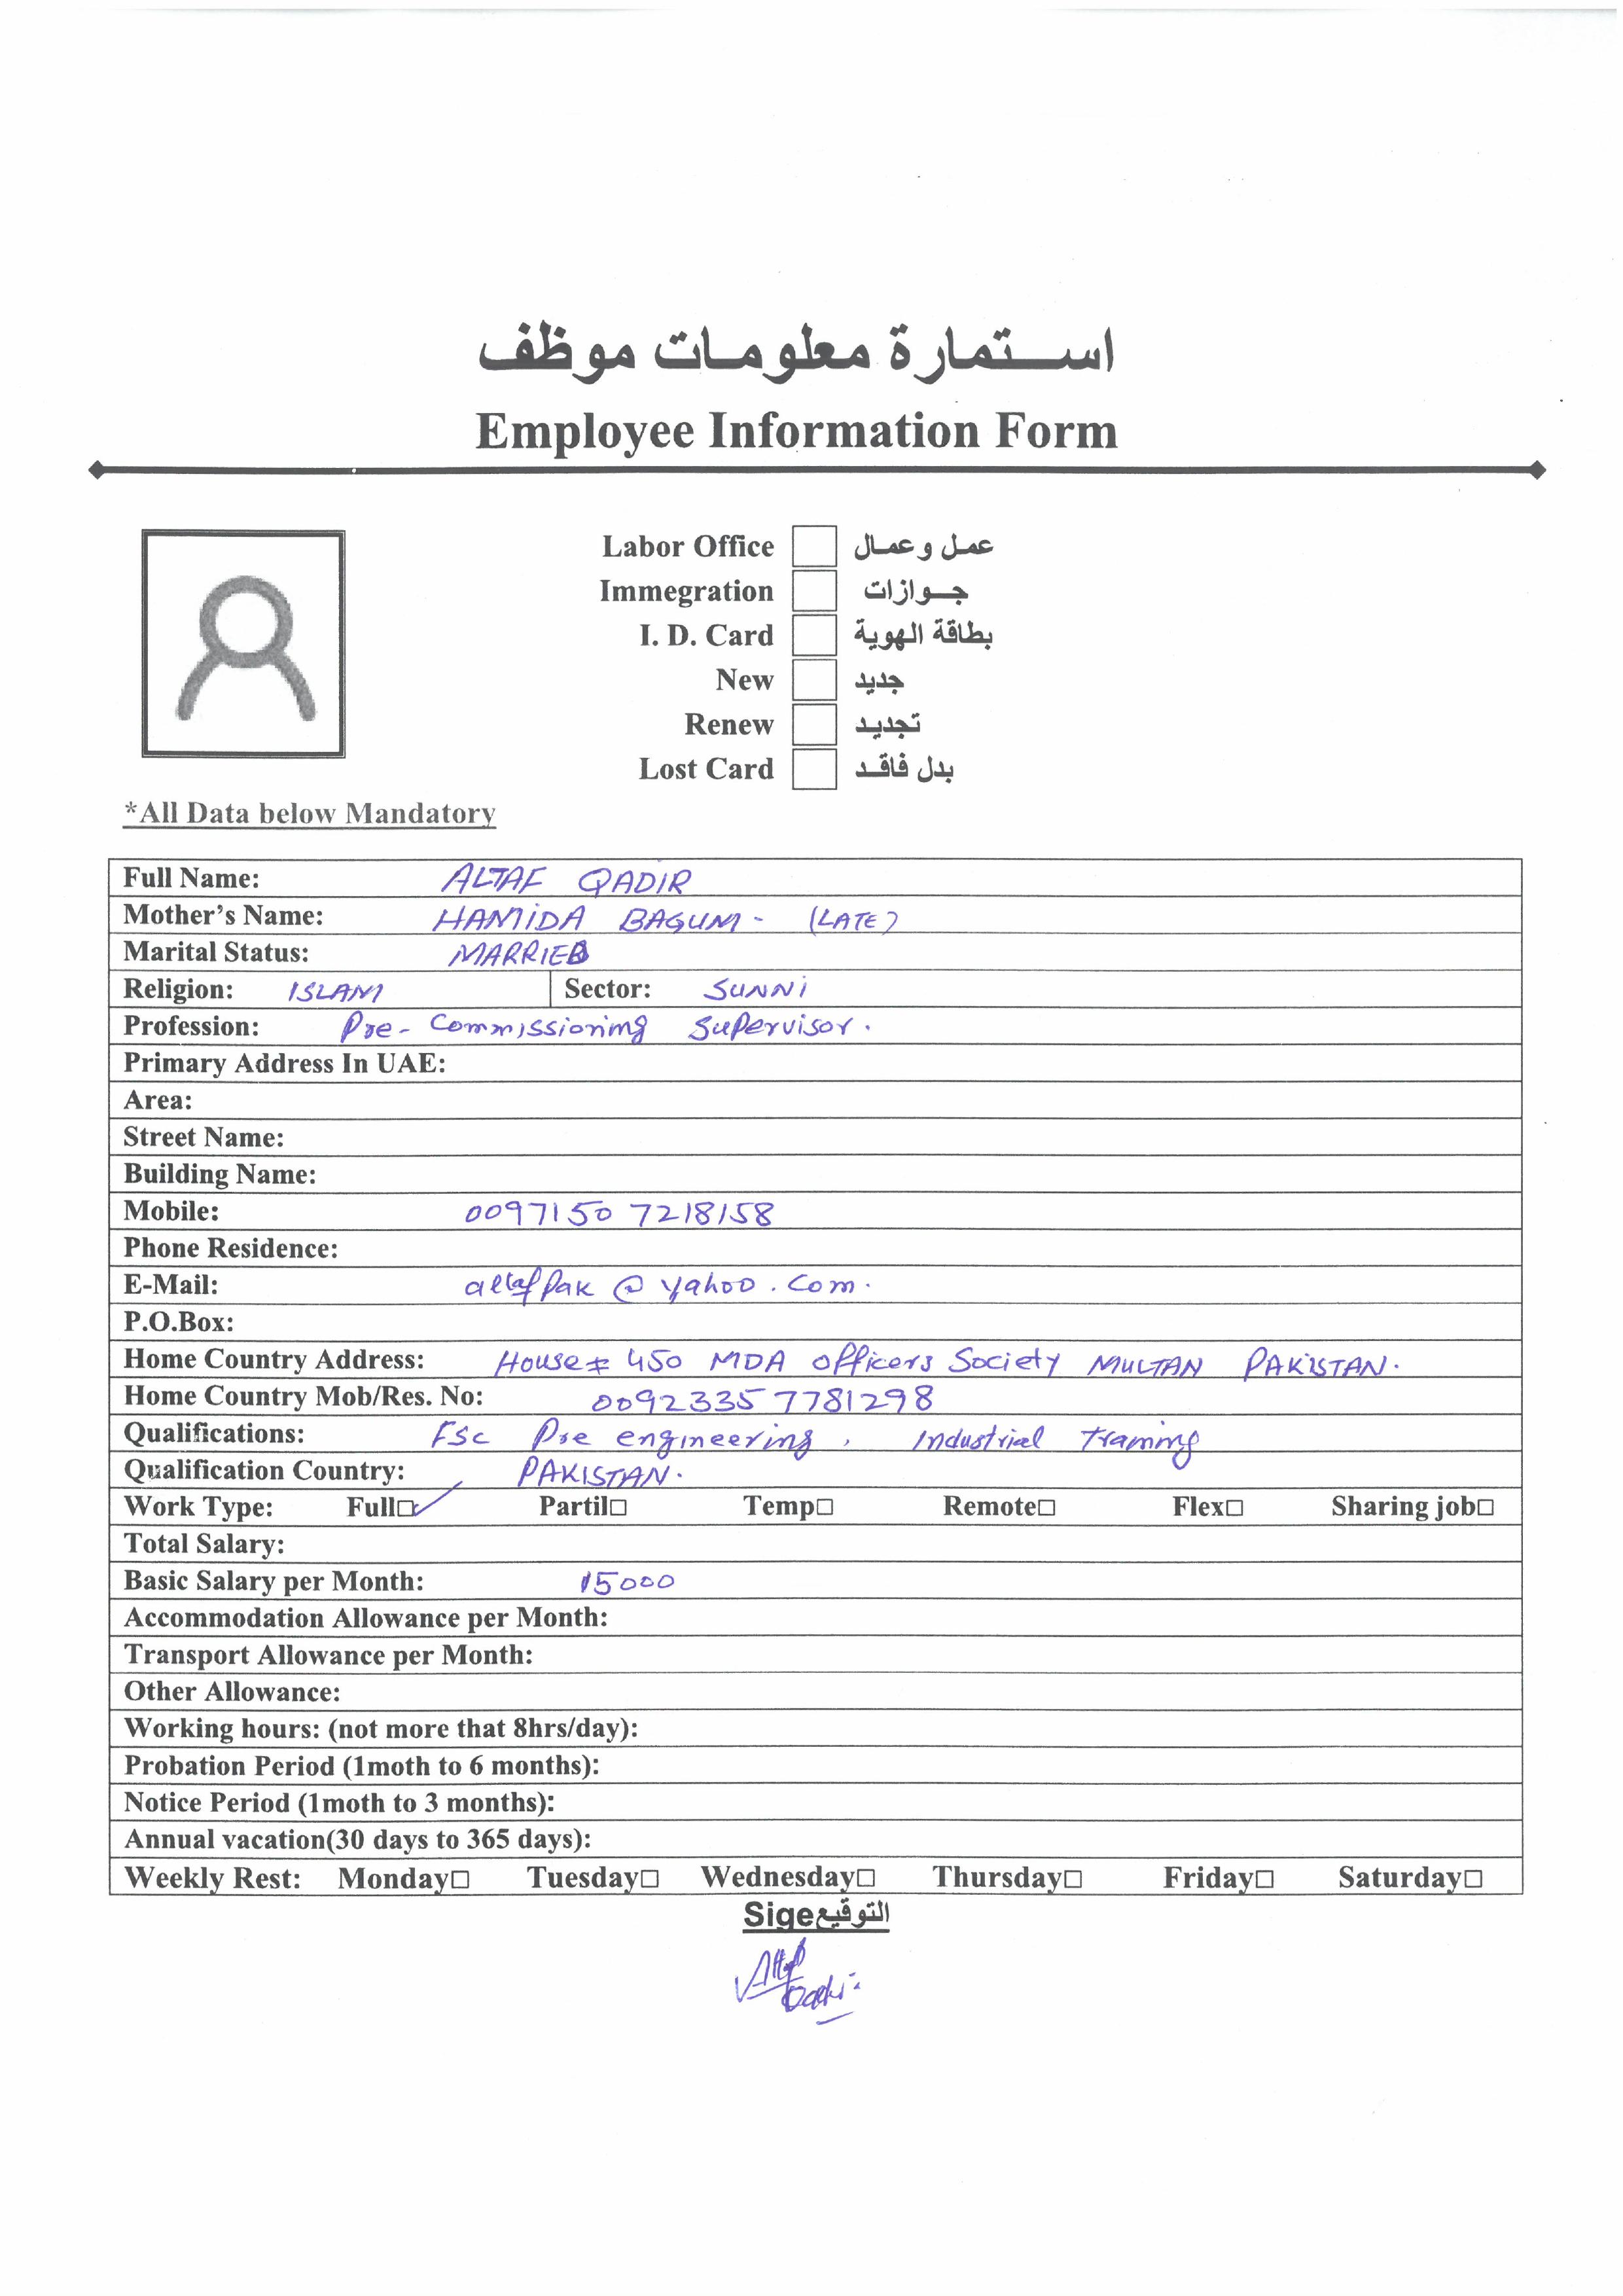 استمارة معلومات موظف
Employee Information Form
Labor Office عمل وعمال
Immegration جوازات
I. D. Card بطاقة الهوية
New جديد
Renew تجديد
Lost Card بدل فاقد
*All Data below Mandatory
Full Name: ALTAF QADIR
Mother's Name: HAMIDA BAGUM - (LATE)
Marital Status: MARRIED
Religion: ISLAM Sector: SUNNI
Profession: Pre-Commissioning Supervisor.
Primary Address In UAE:
Area:
Street Name:
Building Name:
Mobile: 0097150 7218158
Phone Residence:
E-Mail: altafpak @ yahoo.com.
P.O.Box:
Home Country Address: House# 450 MDA officers Society MULTAN PAKISTAN.
Home Country Mob/Res. No: 0092335 7781298
Qualifications: FSc Pre engineering, Industrial Training
Qualification Country: PAKISTAN.
Work Type: Full☑ Partil☐ Temp☐ Remote☐ Flex☐ Sharing job☐
Total Salary:
Basic Salary per Month: 15000
Accommodation Allowance per Month:
Transport Allowance per Month:
Other Allowance:
Working hours: (not more that 8hrs/day):
Probation Period (1moth to 6 months):
Notice Period (1moth to 3 months):
Annual vacation(30 days to 365 days):
Weekly Rest: Monday☐ Tuesday☐ Wednesday☐ Thursday☐ Friday☐ Saturday☐
Sigeالتوقيع